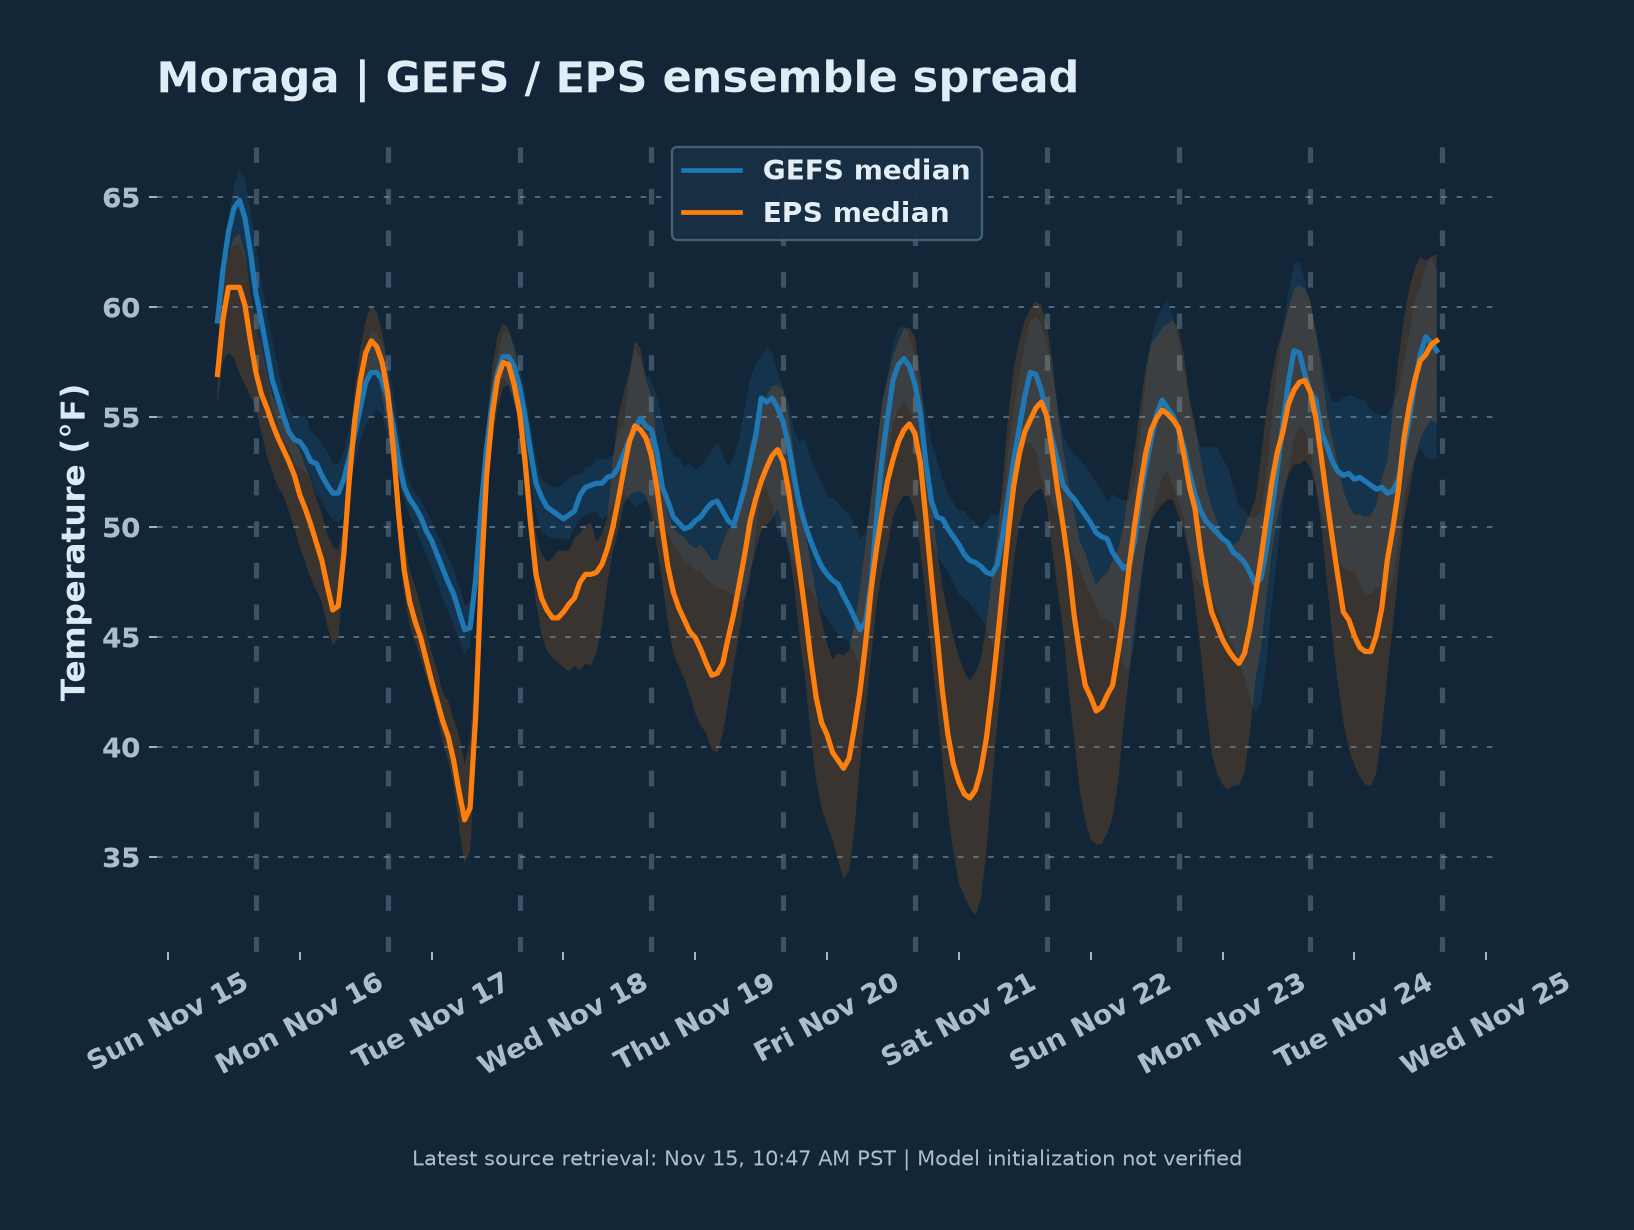 Moraga | GEFS / EPS ensemble spread
GEFS median
EPS median
Temperature (°F)
65
60
55
50
45
40
35
Sun Nov 15
Mon Nov 16
Tue Nov 17
Wed Nov 18
Thu Nov 19
Fri Nov 20
Sat Nov 21
Sun Nov 22
Mon Nov 23
Tue Nov 24
Wed Nov 25
Latest source retrieval: Nov 15, 10:47 AM PST | Model initialization not verified